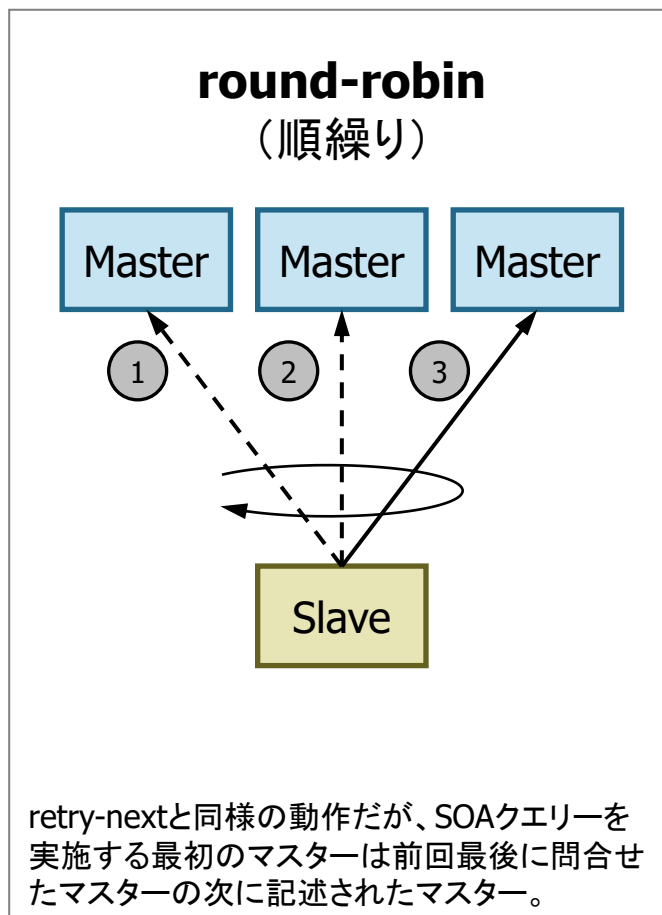 round-robin
（順繰り）
Master Master Master
1 2 3
Slave
retry-nextと同様の動作だが、SOAクエリーを
実施する最初のマスターは前回最後に問合せ
たマスターの次に記述されたマスター。